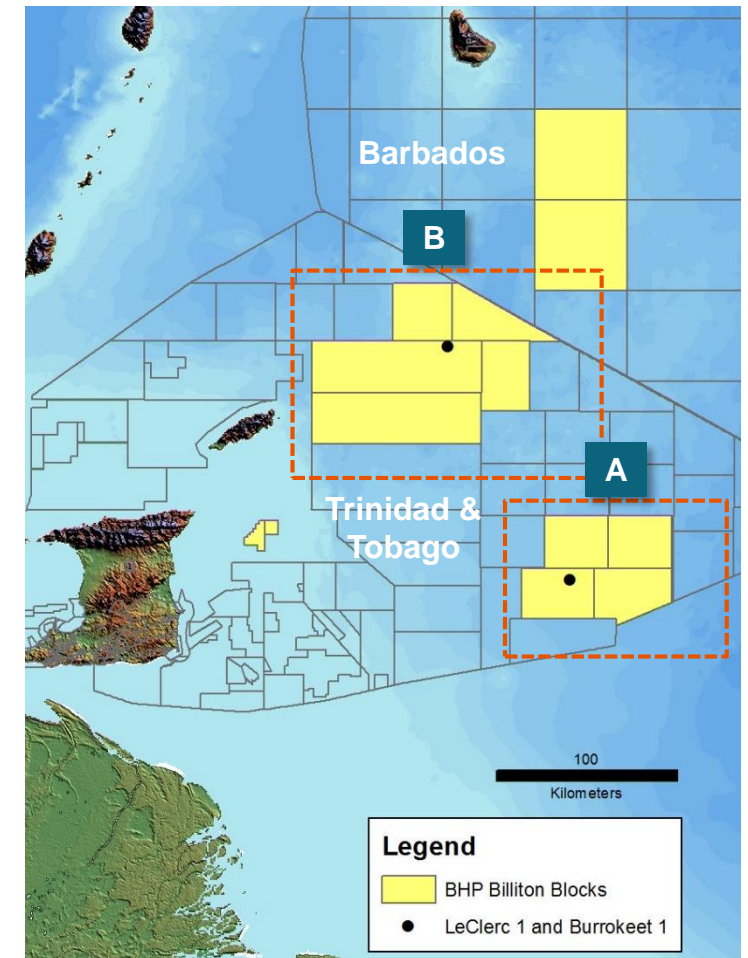 Barbados
B
A
Trinidad &
Tobago
100
Kilometers
Legend
BHP Billiton Blocks
LeClerc 1 and Burrokeet 1